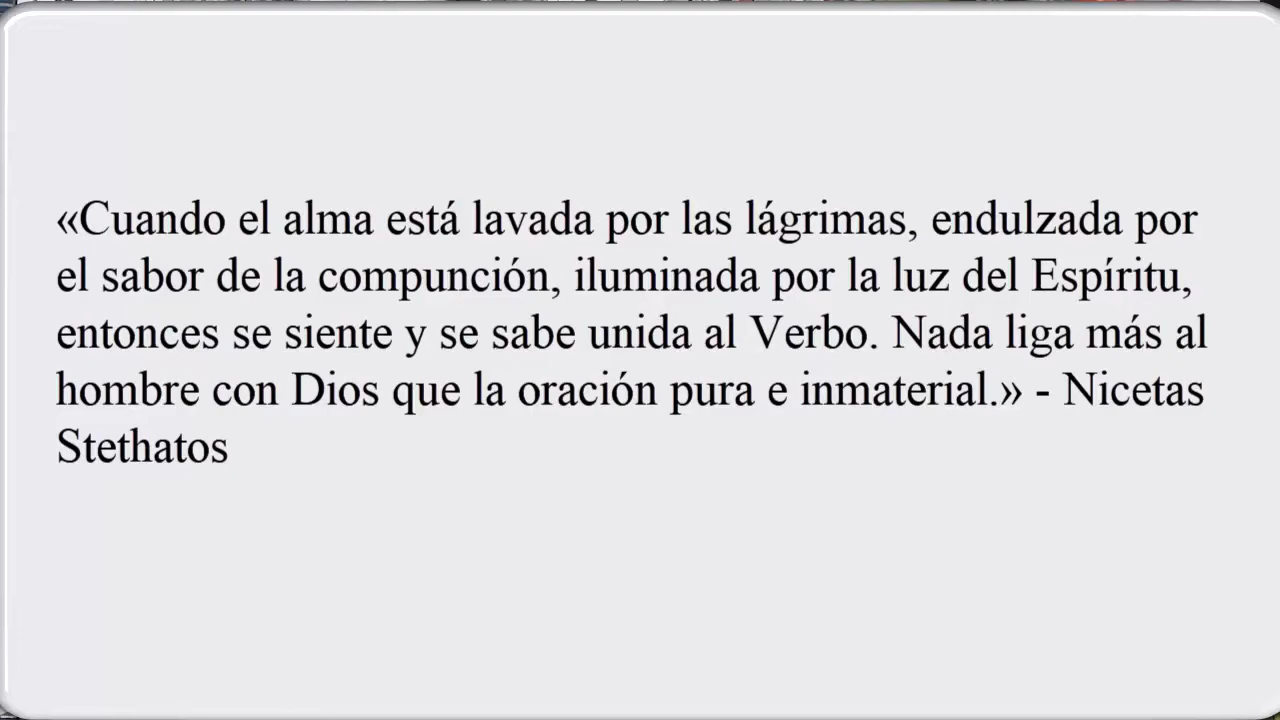 «Cuando el alma está lavada por las lágrimas, endulzada por
el sabor de la compunción, iluminada por la luz del Espíritu,
entonces se siente y se sabe unida al Verbo. Nada liga más al
hombre con Dios que la oración pura e inmaterial.» - Nicetas
Stethatos